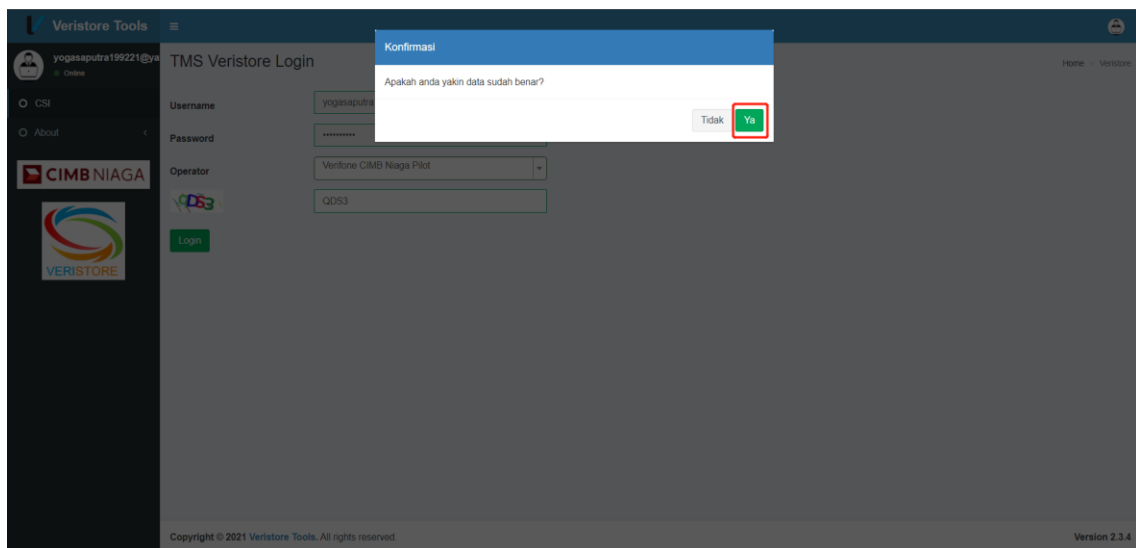 Veristore Tools
Konfirmasi
yogasaputra199221@ya
Online
TMS Veristore Login
Home
Veristore
Apakah anda yakin data sudah benar?
Tidak
Ya
CSI
Username
yogasaputra
About
Password
••••••••••
CIMB NIAGA
Operator
Verifone CIMB Niaga Pilot
QD53
QD53
Login
VERISTORE
Copyright © 2021 Veristore Tools. All rights reserved.
Version 2.3.4